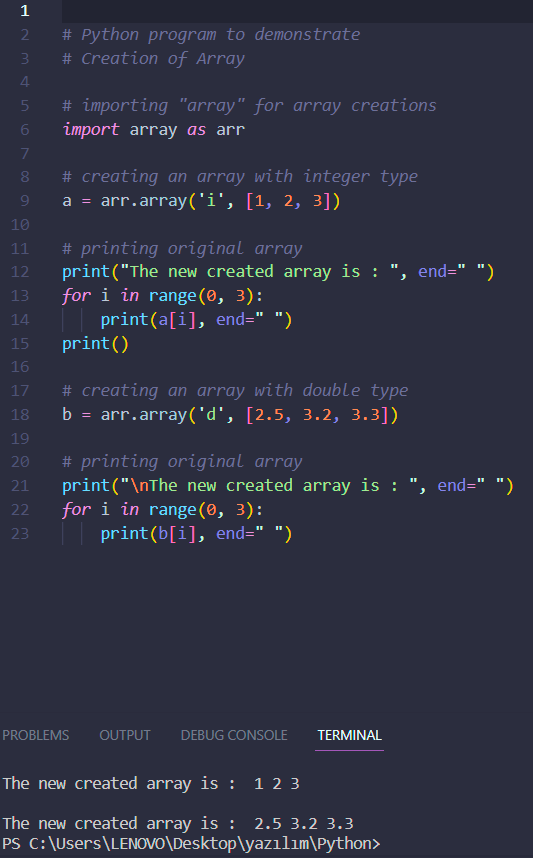 1
2 # Python program to demonstrate
3 # Creation of Array
4
5 # importing "array" for array creations
6 import array as arr
7
8 # creating an array with integer type
9 a = arr.array('i', [1, 2, 3])
10
11 # printing original array
12 print("The new created array is : ", end=" ")
13 for i in range(0, 3):
14     print(a[i], end=" ")
15 print()
16
17 # creating an array with double type
18 b = arr.array('d', [2.5, 3.2, 3.3])
19
20 # printing original array
21 print("\nThe new created array is : ", end=" ")
22 for i in range(0, 3):
23     print(b[i], end=" ")
PROBLEMS OUTPUT DEBUG CONSOLE TERMINAL
The new created array is :  1 2 3
The new created array is :  2.5 3.2 3.3
PS C:\Users\LENOVO\Desktop\yazılım\Python>